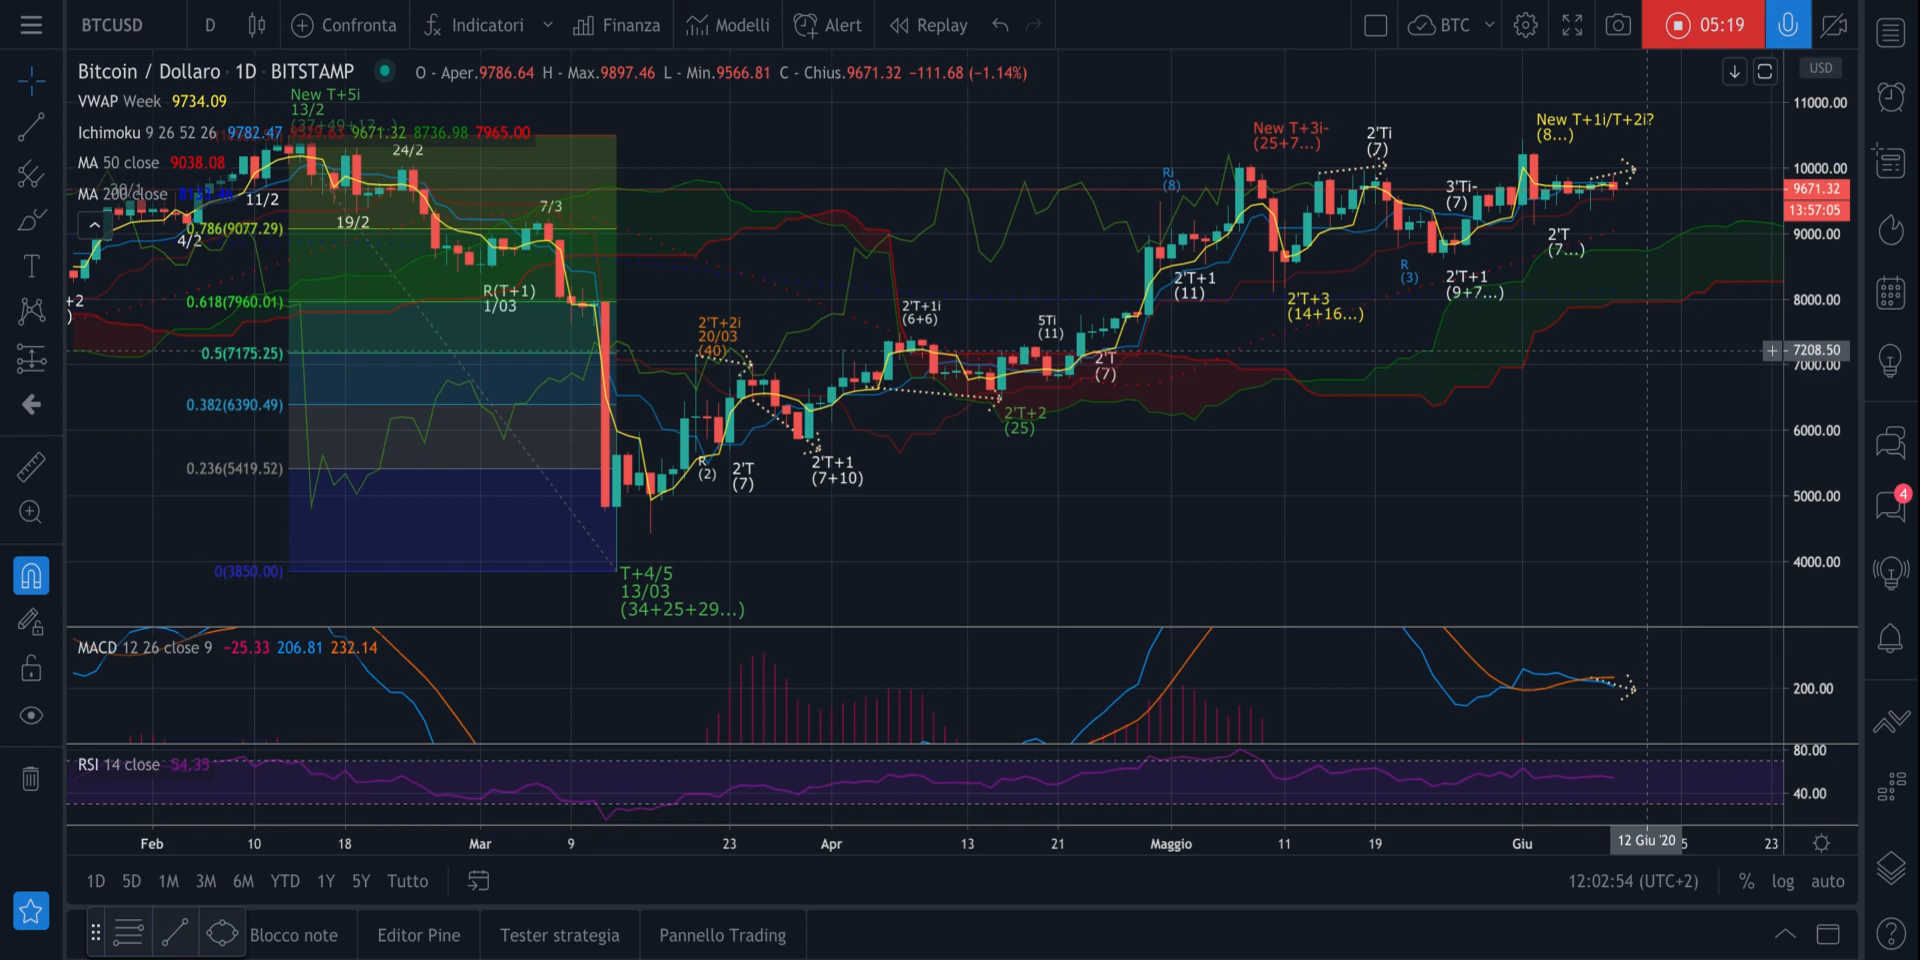 BTCUSD
D
Confronta
Indicatori
Finanza
Modelli
Alert
Replay
BTC
05:19
Bitcoin / Dollaro · 1D · BITSTAMP
O - Aper.9786.64 H - Max.9897.46 L - Min.9566.81 C - Chius.9671.32 −111.68 (−1.14%)
USD
VWAP Week 9734.09
Ichimoku 9 26 52 26 9782.47 9671.32 8736.98 7965.00
MA 50 close 9038.08
MA 200 close
New T+5i
13/2
24/2
11/2
19/2
4/2
7/3
R(T+1)
1/03
+2
)
0.786(9077.29)
0.618(7960.01)
0.5(7175.25)
0.382(6390.49)
0.236(5419.52)
0(3850.00)
T+4/5
13/03
(34+25+29...)
2'T+2i
20/03
(40)
R
(2)
2'T
(7)
2'T+1
(7+10)
2'T+1i
(6+6)
2'T+2
(25)
5Ti
(11)
2'T
(7)
Ri
(8)
2'T+1
(11)
New T+3i-
(25+7...)
2'T+3
(14+16...)
2'Ti
(7)
R
(3)
3'Ti-
(7)
2'T+1
(9+7...)
New T+1i/T+2i?
(8...)
2'T
(7...)
11000.00
10000.00
9671.32
13:57:05
9000.00
8000.00
7208.50
7000.00
6000.00
5000.00
4000.00
MACD 12 26 close 9 −25.33 206.81 232.14
200.00
RSI 14 close 54.35
80.00
40.00
Feb
10
18
Mar
9
23
Apr
13
21
Maggio
11
19
Giu
12 Giu '20
5
23
1D
5D
1M
3M
6M
YTD
1Y
5Y
Tutto
12:02:54 (UTC+2)
%
log
auto
Blocco note
Editor Pine
Tester strategia
Pannello Trading
4